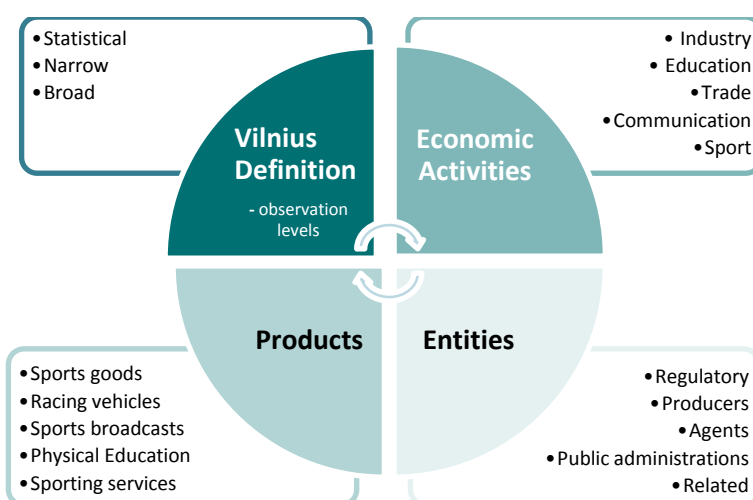 • Statistical
• Narrow
• Broad
• Industry
• Education
• Trade
• Communication
• Sport
Vilnius
Definition
- observation
levels
Economic
Activities
Products
Entities
• Sports goods
• Racing vehicles
• Sports broadcasts
• Physical Education
• Sporting services
• Regulatory
• Producers
• Agents
• Public administrations
• Related